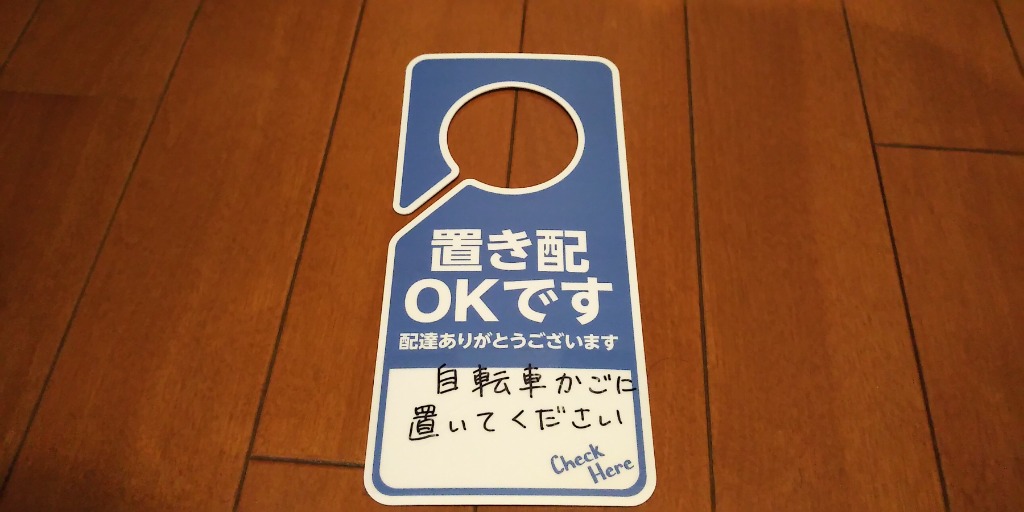 置き配
OKです
配達ありがとうございます
自転車かごに
置いてください
Check
Here